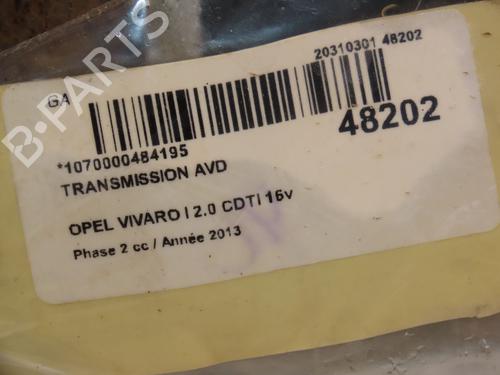 GA
20310301 48202
48202
*1070000484195
TRANSMISSION AVD
OPEL VIVARO I 2.0 CDTI 16v
Phase 2 cc / Année 2013
B-PARTS